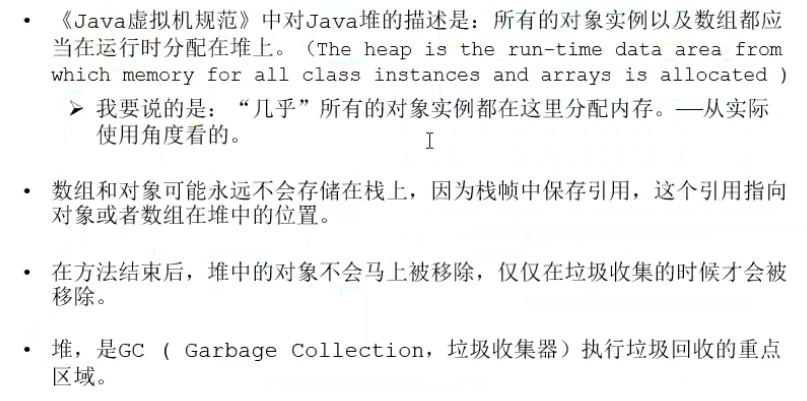 • 《Java虚拟机规范》中对Java堆的描述是：所有的对象实例以及数组都应
当在运行时分配在堆上。（The heap is the run-time data area from
which memory for all class instances and arrays is allocated ）
➢ 我要说的是：“几乎”所有的对象实例都在这里分配内存。——从实际
使用角度看的。
• 数组和对象可能永远不会存储在栈上，因为栈帧中保存引用，这个引用指向
对象或者数组在堆中的位置。
• 在方法结束后，堆中的对象不会马上被移除，仅仅在垃圾收集的时候才会被
移除。
• 堆，是GC （ Garbage Collection，垃圾收集器）执行垃圾回收的重点
区域。